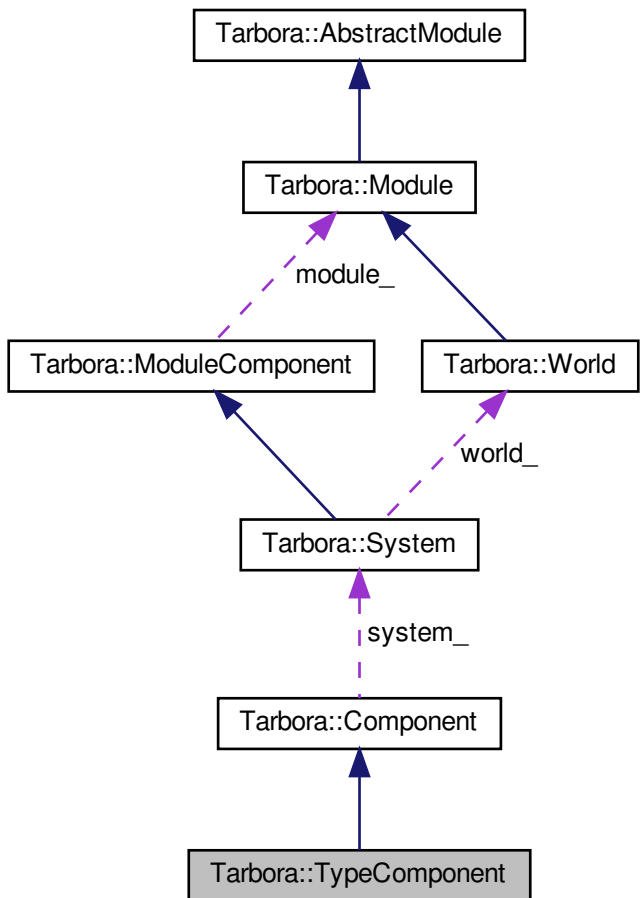 Tarbora::AbstractModule
Tarbora::Module
module_
Tarbora::ModuleComponent
Tarbora::World
world_
Tarbora::System
system_
Tarbora::Component
Tarbora::TypeComponent